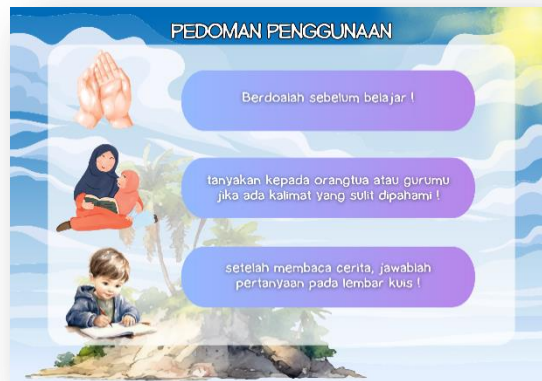 PEDOMAN PENGGUNAAN
Berdoalah sebelum belajar !
tanyakan kepada orangtua atau gurumu
jika ada kalimat yang sulit dipahami !
setelah membaca cerita, jawablah
pertanyaan pada lembar kuis !